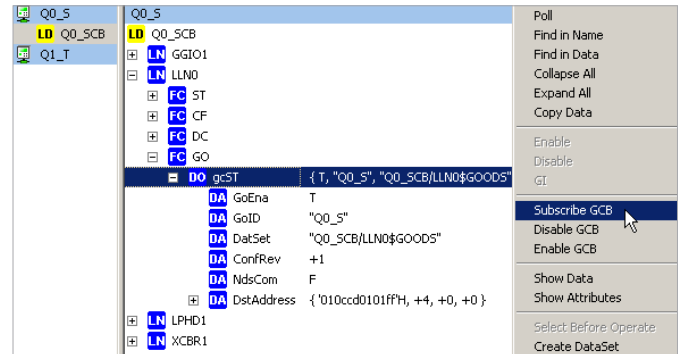 Q0_S
LD Q0_SCB
Q1_T
Q0_S
LD Q0_SCB
LN GGIO1
LN LLN0
FC ST
FC CF
FC DC
FC GO
DO gcST { T, "Q0_S", "Q0_SCB/LLN0$GOODS"
DA GoEna T
DA GoID "Q0_S"
DA DatSet "Q0_SCB/LLN0$GOODS"
DA ConfRev +1
DA NdsCom F
DA DstAddress { '010ccd0101ff'H, +4, +0, +0 }
LN LPHD1
LN XCBR1
Poll
Find in Name
Find in Data
Collapse All
Expand All
Copy Data
Enable
Disable
GI
Subscribe GCB
Disable GCB
Enable GCB
Show Data
Show Attributes
Select Before Operate
Create DataSet